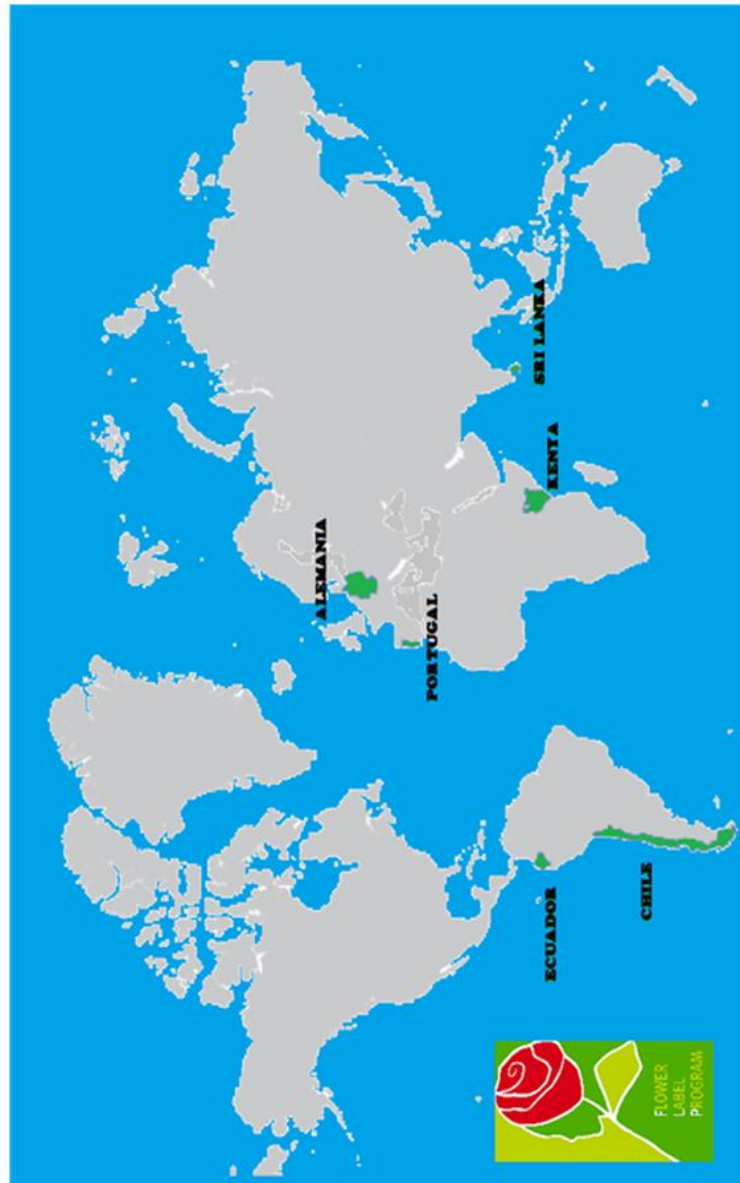 ALEMANIA
PORTUGAL
SRI LANKA
KENYA
ECUADOR
CHILE
FLOWER
LABEL
PROGRAM